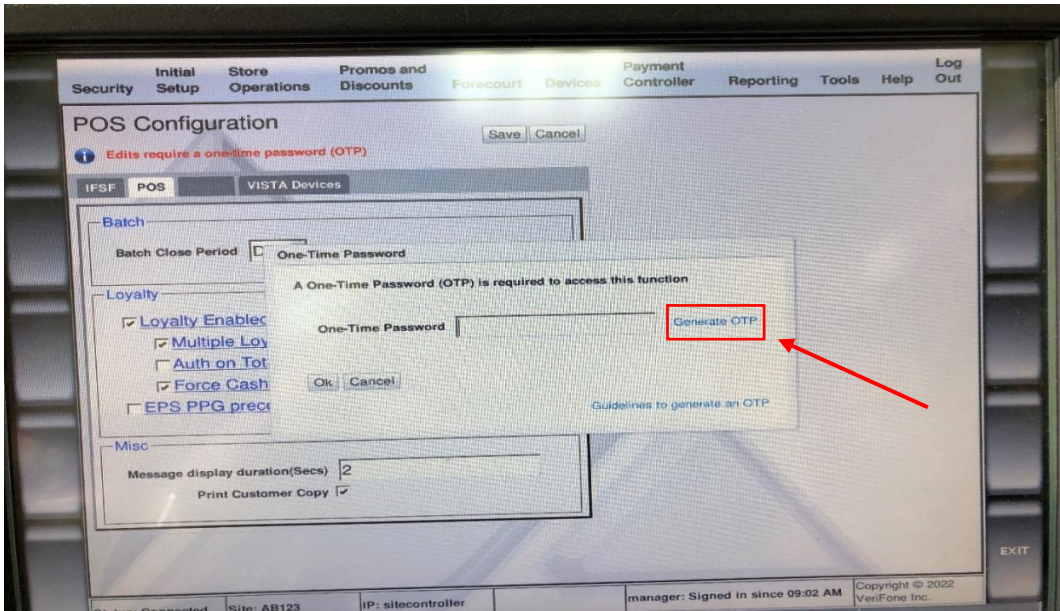 Security Initial Setup Store Operations Promos and Discounts Forecourt Devices Payment Controller Reporting Tools Help Log Out
POS Configuration
Save Cancel
Edits require a one-time password (OTP)
IFSF POS VISTA Devices
Batch
Batch Close Period D
One-Time Password
A One-Time Password (OTP) is required to access this function
Loyalty
Loyalty Enabled
One-Time Password Generate OTP
Multiple Loy
Auth on Tot
Force Cash
Ok Cancel
EPS PPG prece
Guidelines to generate an OTP
Misc
Message display duration(Secs) 2
Print Customer Copy
EXIT
Status: Connected Site: AB123 IP: sitecontroller manager: Signed in since 09:02 AM Copyright © 2022 VeriFone Inc.